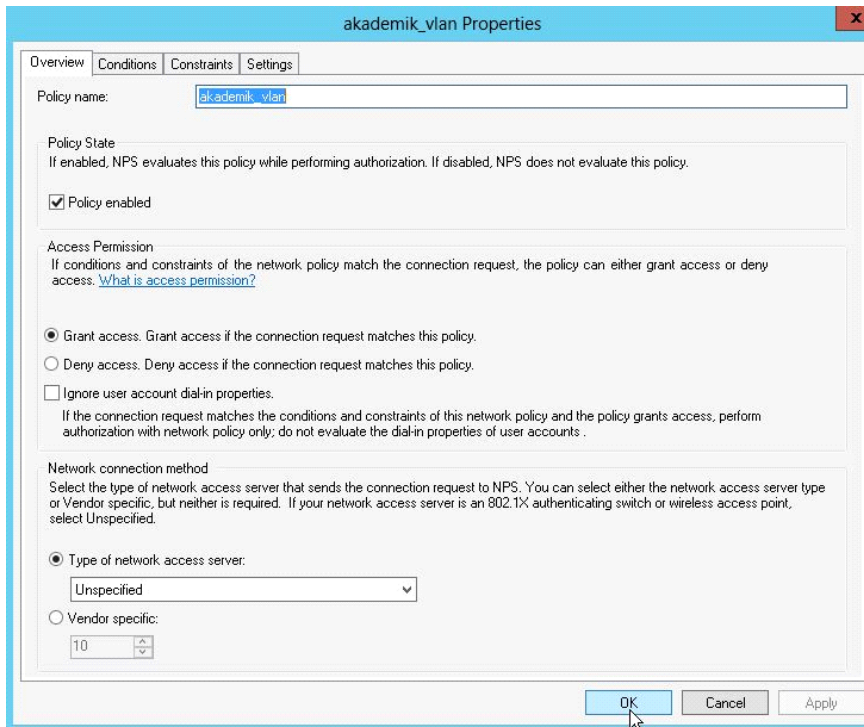 akademik_vlan Properties
x
Overview
Conditions
Constraints
Settings
Policy name:
akademik_vlan
Policy State
If enabled, NPS evaluates this policy while performing authorization. If disabled, NPS does not evaluate this policy.
Policy enabled
Access Permission
If conditions and constraints of the network policy match the connection request, the policy can either grant access or deny
access. What is access permission?
Grant access. Grant access if the connection request matches this policy.
Deny access. Deny access if the connection request matches this policy.
Ignore user account dial-in properties.
If the connection request matches the conditions and constraints of this network policy and the policy grants access, perform
authorization with network policy only; do not evaluate the dial-in properties of user accounts .
Network connection method
Select the type of network access server that sends the connection request to NPS. You can select either the network access server type
or Vendor specific, but neither is required. If your network access server is an 802.1X authenticating switch or wireless access point,
select Unspecified.
Type of network access server:
Unspecified
Vendor specific:
10
OK
Cancel
Apply